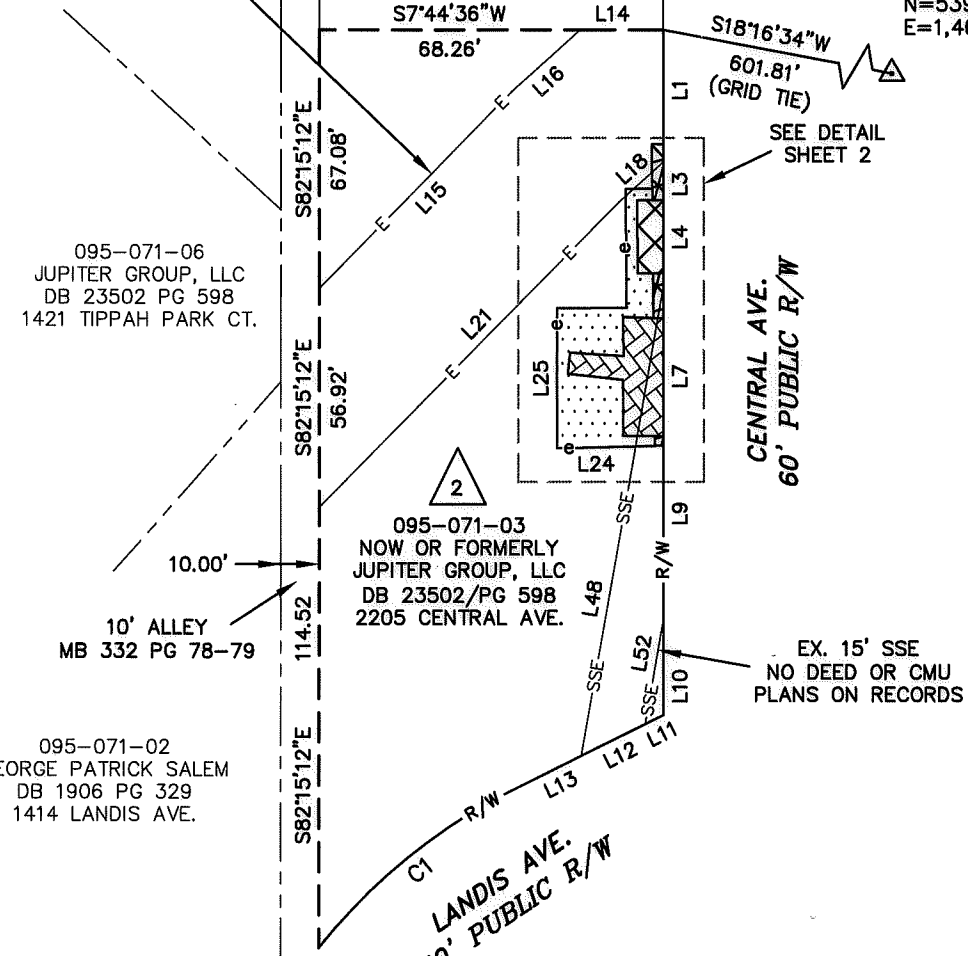 S7°44'36"W
L14
68.26'
N=539
E=1,46
S18°16'34"W
601.81'
(GRID TIE)
L16
E
L1
SEE DETAIL
SHEET 2
S82°15'12"E
67.08'
L15
E
L18
L3
L4
e
E
095-071-06
JUPITER GROUP, LLC
DB 23502 PG 598
1421 TIPPAH PARK CT.
L21
e
E
CENTRAL AVE.
60' PUBLIC R/W
S82°15'12"E
56.92'
L25
L7
e
L24
2
SSE
L9
095-071-03
NOW OR FORMERLY
JUPITER GROUP, LLC
DB 23502/PG 598
2205 CENTRAL AVE.
R/W
10.00'
10' ALLEY
MB 332 PG 78-79
114.52
L48
L52
EX. 15' SSE
NO DEED OR CMU
PLANS ON RECORDS
SSE
SSE
L10
L11
L12
L13
095-071-02
EORGE PATRICK SALEM
DB 1906 PG 329
1414 LANDIS AVE.
S82°15'12"E
R/W
C1
LANDIS AVE.
0' PUBLIC R/W